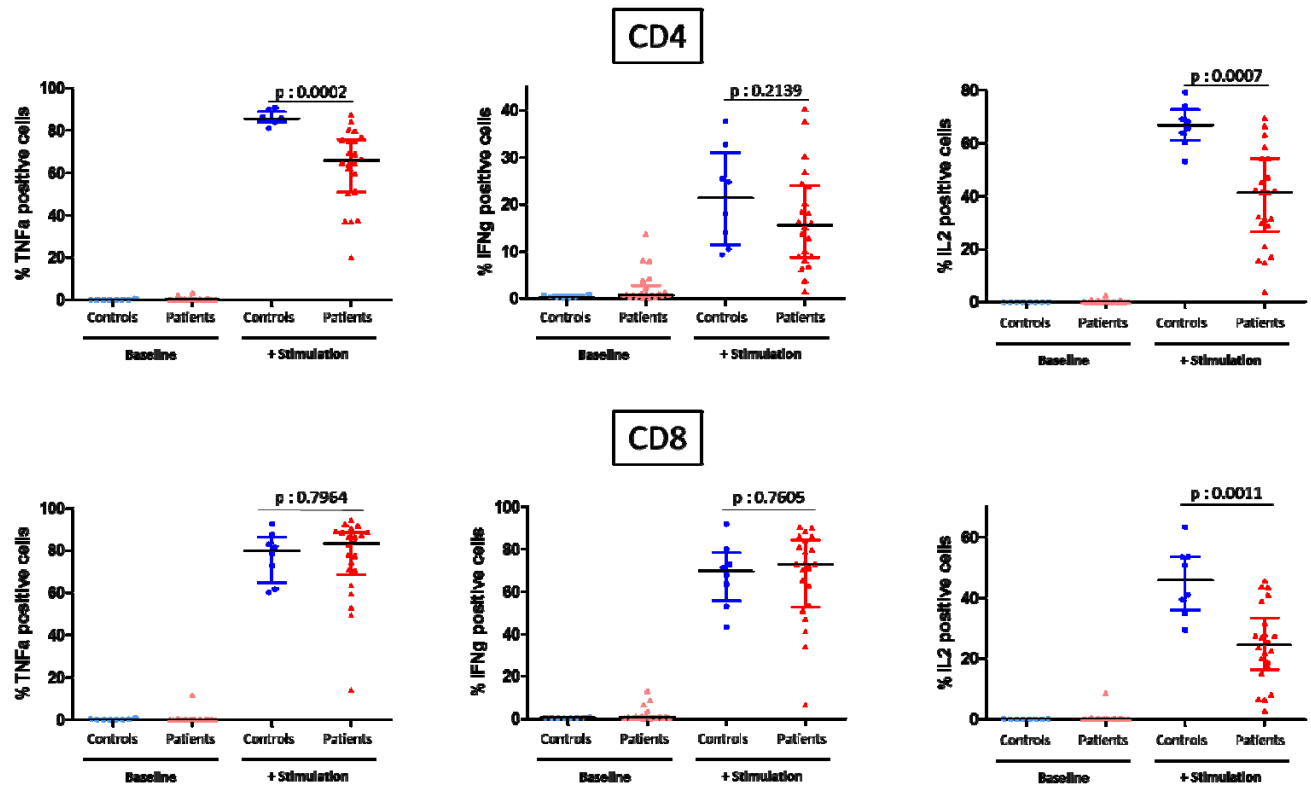 CD4
p : 0.0002
% TNFa positive cells
100
80
60
40
20
0
Controls Patients Controls Patients
Baseline + Stimulation
p : 0.2139
% IFNg positive cells
40
30
20
10
0
Controls Patients Controls Patients
Baseline + Stimulation
p : 0.0007
% IL2 positive cells
80
60
40
20
0
Controls Patients Controls Patients
Baseline + Stimulation
CD8
p : 0.7964
% TNFa positive cells
100
80
60
40
20
0
Controls Patients Controls Patients
Baseline + Stimulation
p : 0.7605
% IFNg positive cells
100
80
60
40
20
0
Controls Patients Controls Patients
Baseline + Stimulation
p : 0.0011
% IL2 positive cells
60
40
20
0
Controls Patients Controls Patients
Baseline + Stimulation